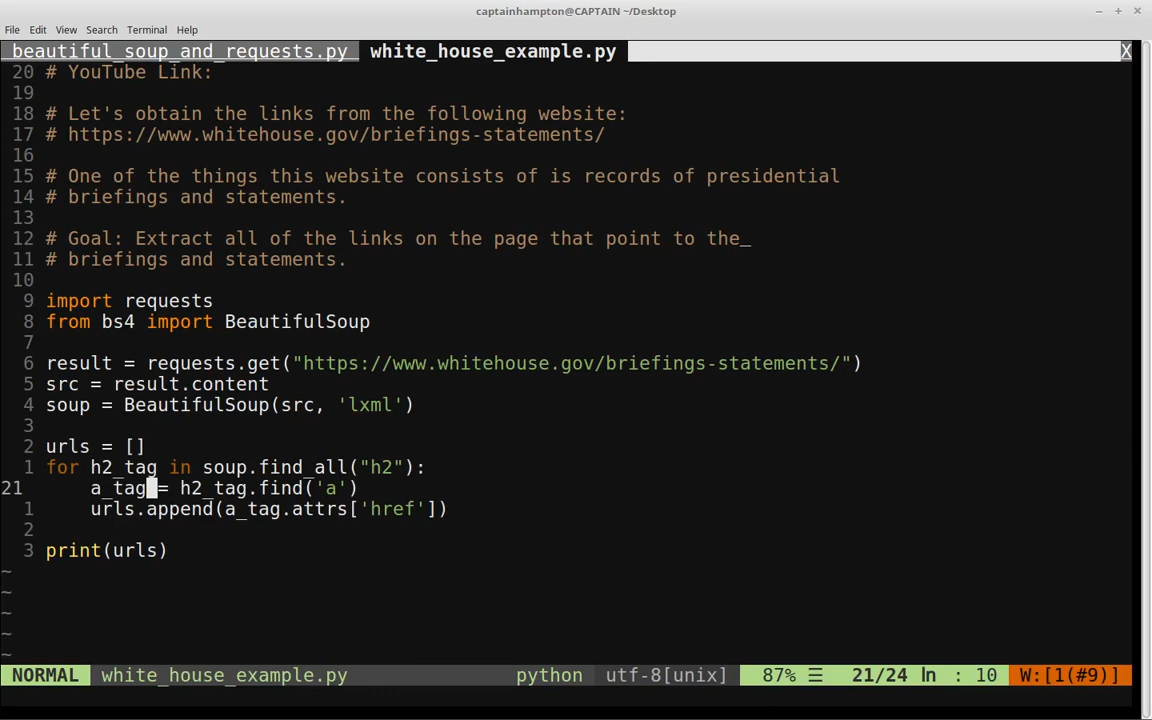 captainhampton@CAPTAIN ~/Desktop
File Edit View Search Terminal Help
beautiful_soup_and_requests.py white_house_example.py X
20 # YouTube Link:
19
18 # Let's obtain the links from the following website:
17 # https://www.whitehouse.gov/briefings-statements/
16
15 # One of the things this website consists of is records of presidential
14 # briefings and statements.
13
12 # Goal: Extract all of the links on the page that point to the_
11 # briefings and statements.
10
9 import requests
8 from bs4 import BeautifulSoup
7
6 result = requests.get("https://www.whitehouse.gov/briefings-statements/")
5 src = result.content
4 soup = BeautifulSoup(src, 'lxml')
3
2 urls = []
1 for h2_tag in soup.find_all("h2"):
21 a_tag = h2_tag.find('a')
1 urls.append(a_tag.attrs['href'])
2
3 print(urls)
~
~
~
~
~
NORMAL white_house_example.py python utf-8[unix] 87% ☰ 21/24 ln : 10 W:[1(#9)]